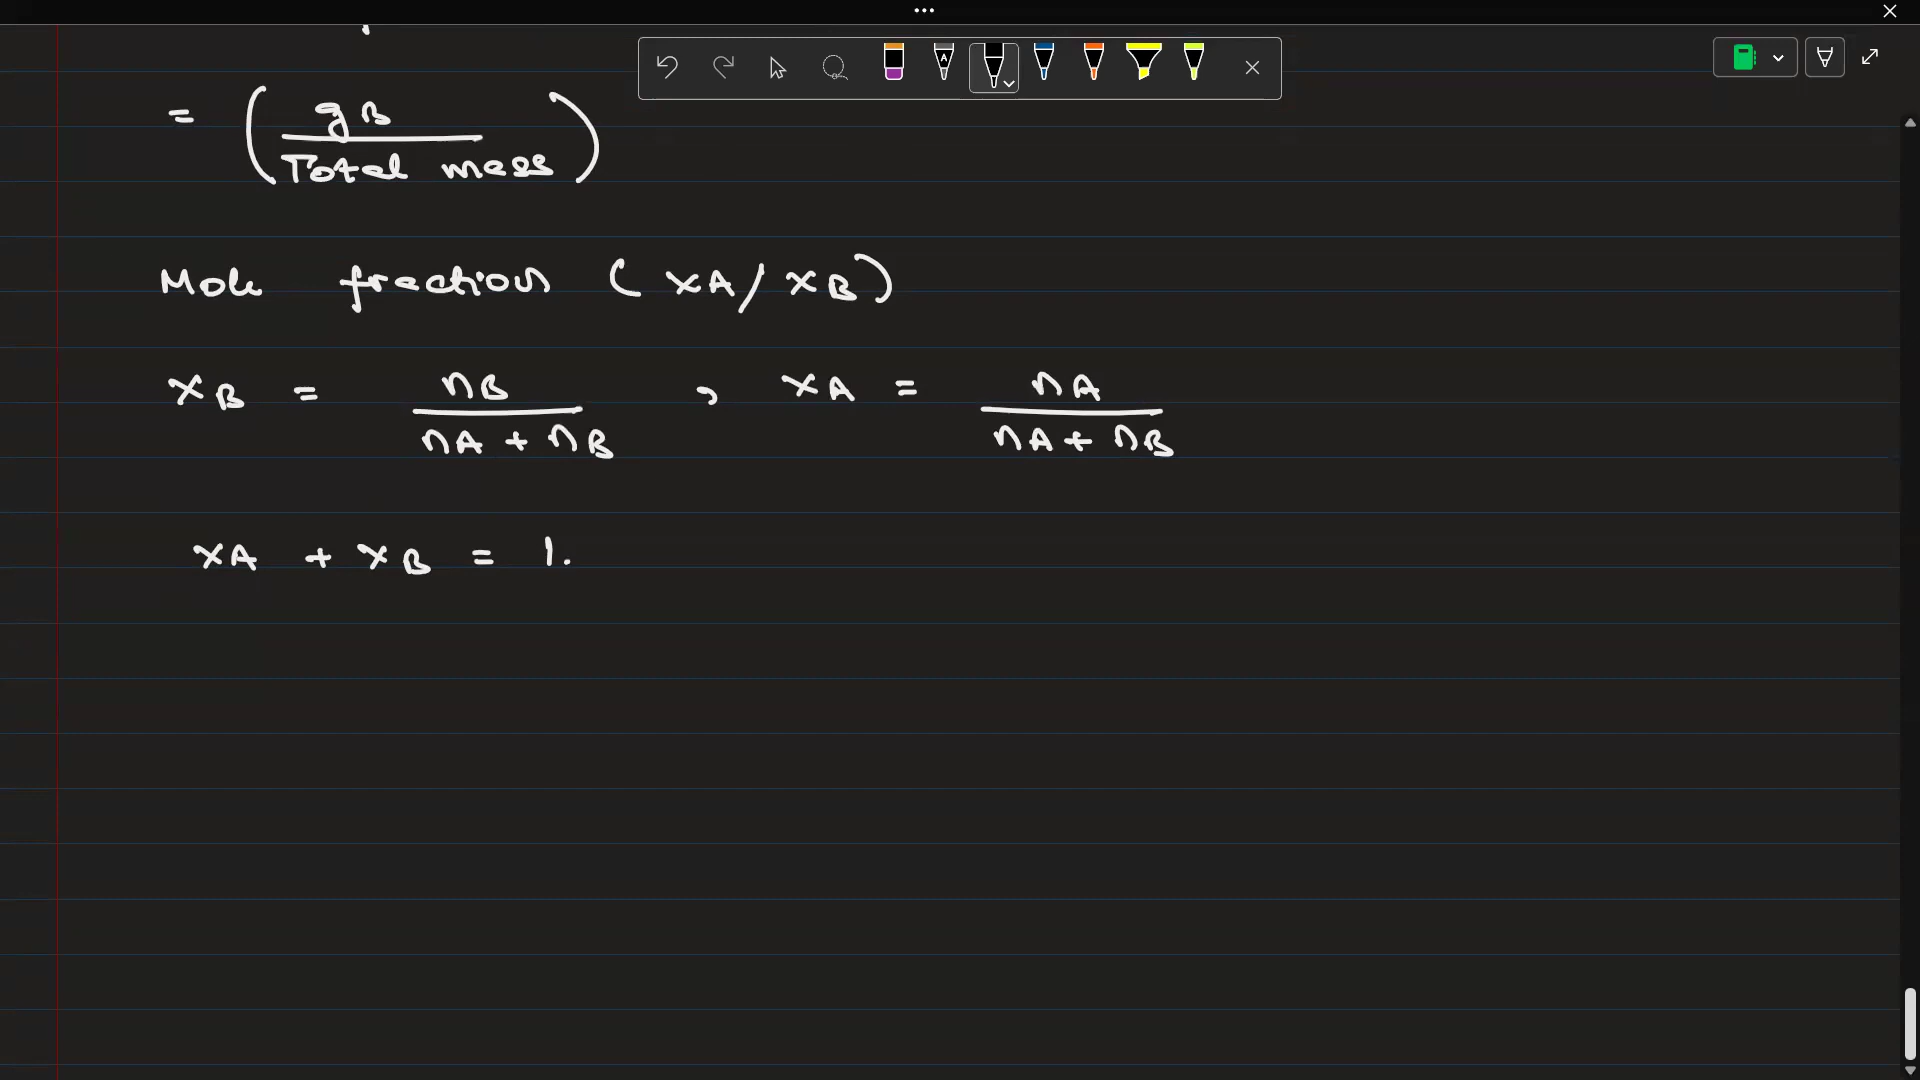 = ( gB / Total mass )
Mole fraction ( xA / xB )
xB = nB / nA + nB , xA = nA / nA + nB
xA + xB = 1.